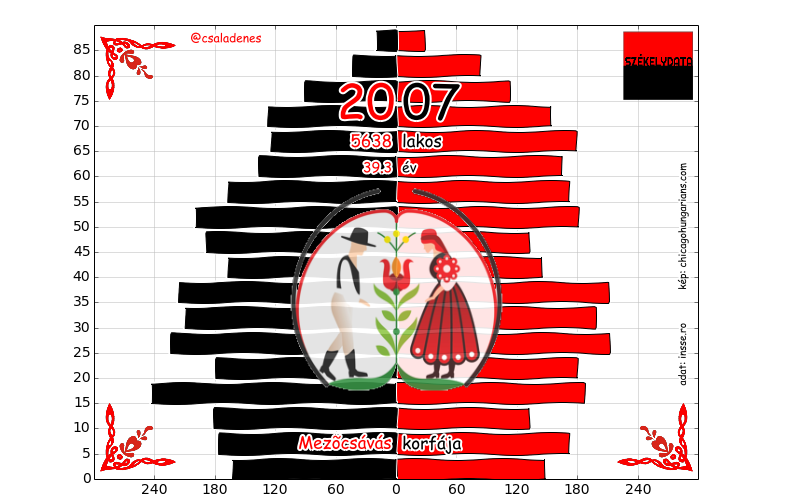 @csaladenes
SZÉKELYDATA
2007
5638 lakos
39.3 év
kép: chicagohungarians.com
adat: insse.ro
Mezőcsávás korfája
85
80
75
70
65
60
55
50
45
40
35
30
25
20
15
10
5
0
240 180 120 60 0 60 120 180 240